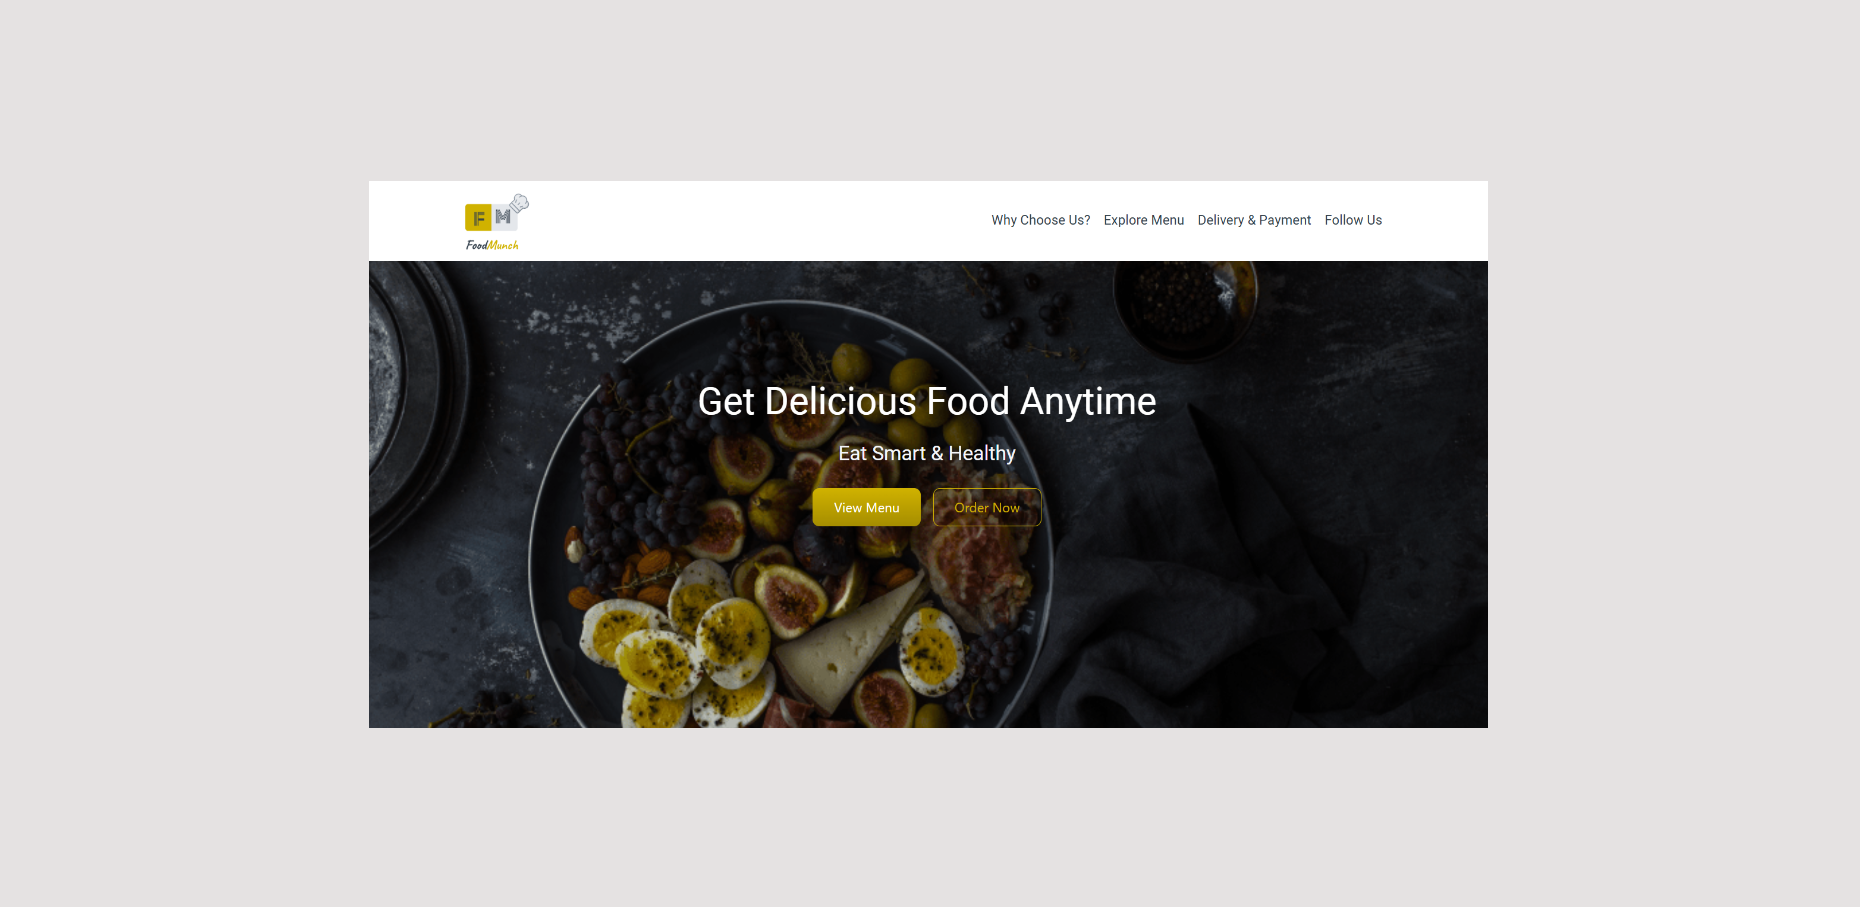 FM
FoodMunch
Why Choose Us? Explore Menu Delivery & Payment Follow Us
Get Delicious Food Anytime
Eat Smart & Healthy
View Menu Order Now